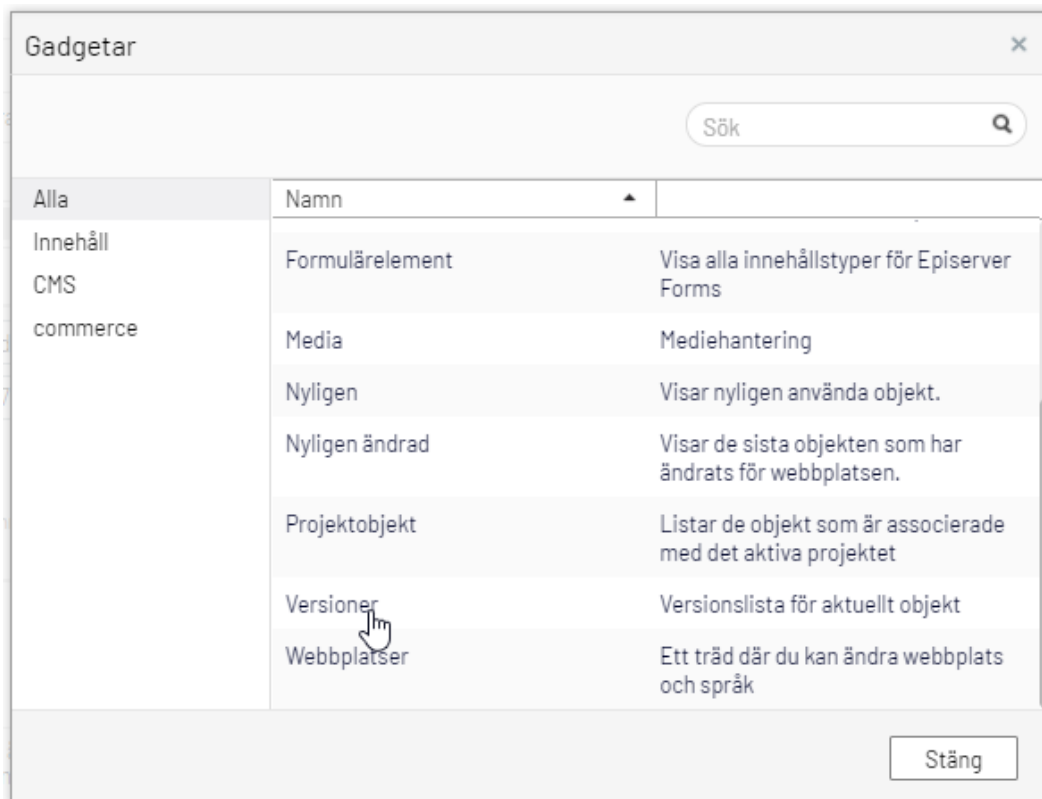 Gadgetar
Sök
Alla
Innehåll
CMS
commerce
Namn
Formulärelement
Visa alla innehållstyper för Episerver
Forms
Media
Mediehantering
Nyligen
Visar nyligen använda objekt.
Nyligen ändrad
Visar de sista objekten som har
ändrats för webbplatsen.
Projektobjekt
Listar de objekt som är associerade
med det aktiva projektet
Versioner
Versionslista för aktuellt objekt
Webbplatser
Ett träd där du kan ändra webbplats
och språk
Stäng